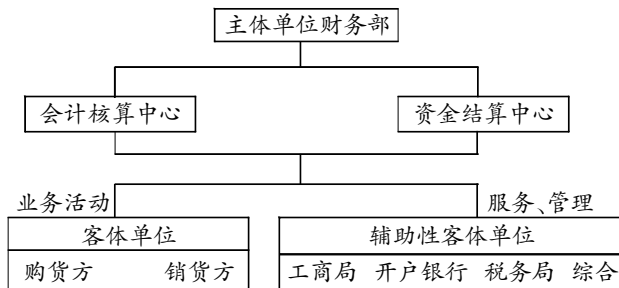 主体单位财务部
会计核算中心 资金结算中心
业务活动 服务、管理
客体单位 辅助性客体单位
购货方 销货方 工商局 开户银行 税务局 综合